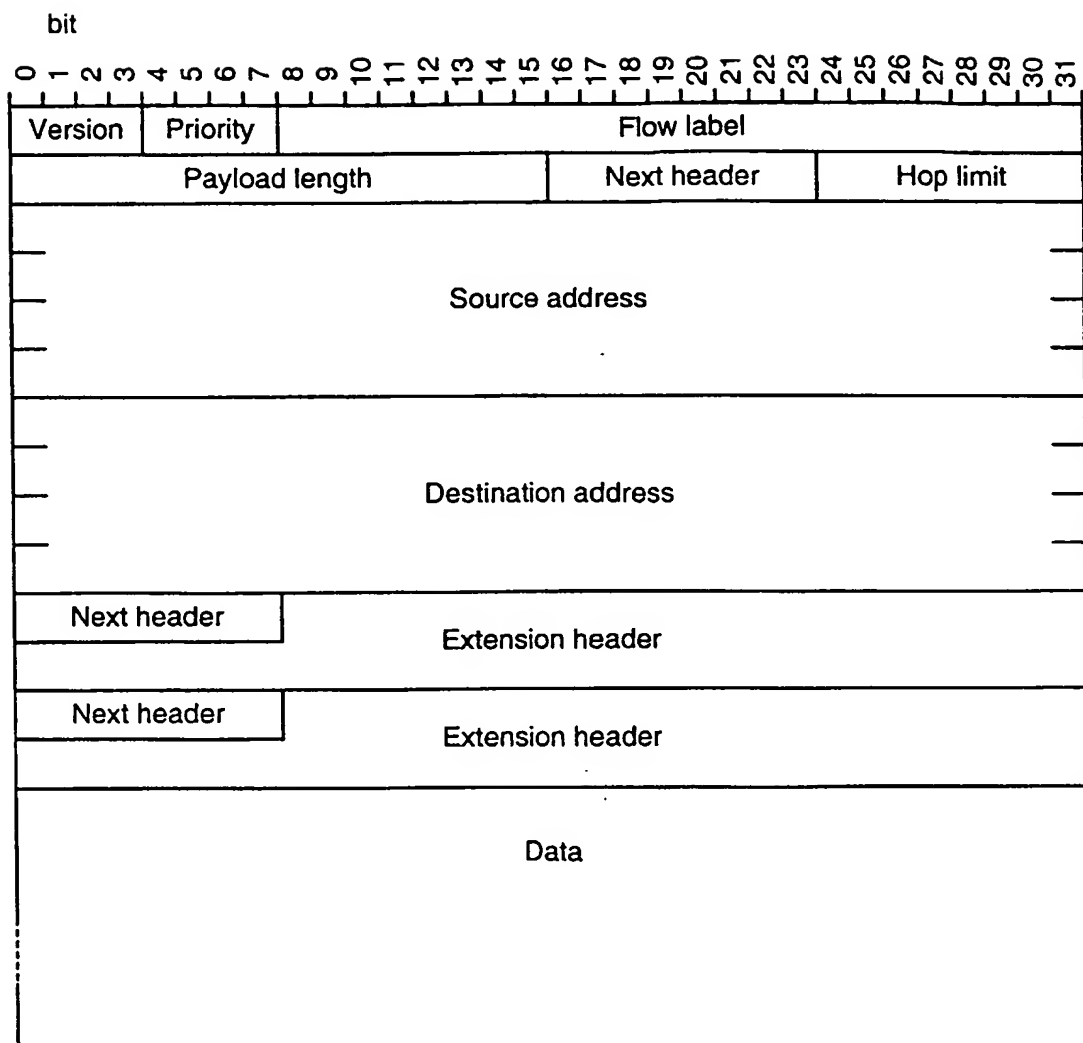 bit
0 1 2 3 4 5 6 7 8 9 10 11 12 13 14 15 16 17 18 19 20 21 22 23 24 25 26 27 28 29 30 31
Version Priority Flow label
Payload length Next header Hop limit
Source address
Destination address
Next header
Extension header
Next header
Extension header
Data